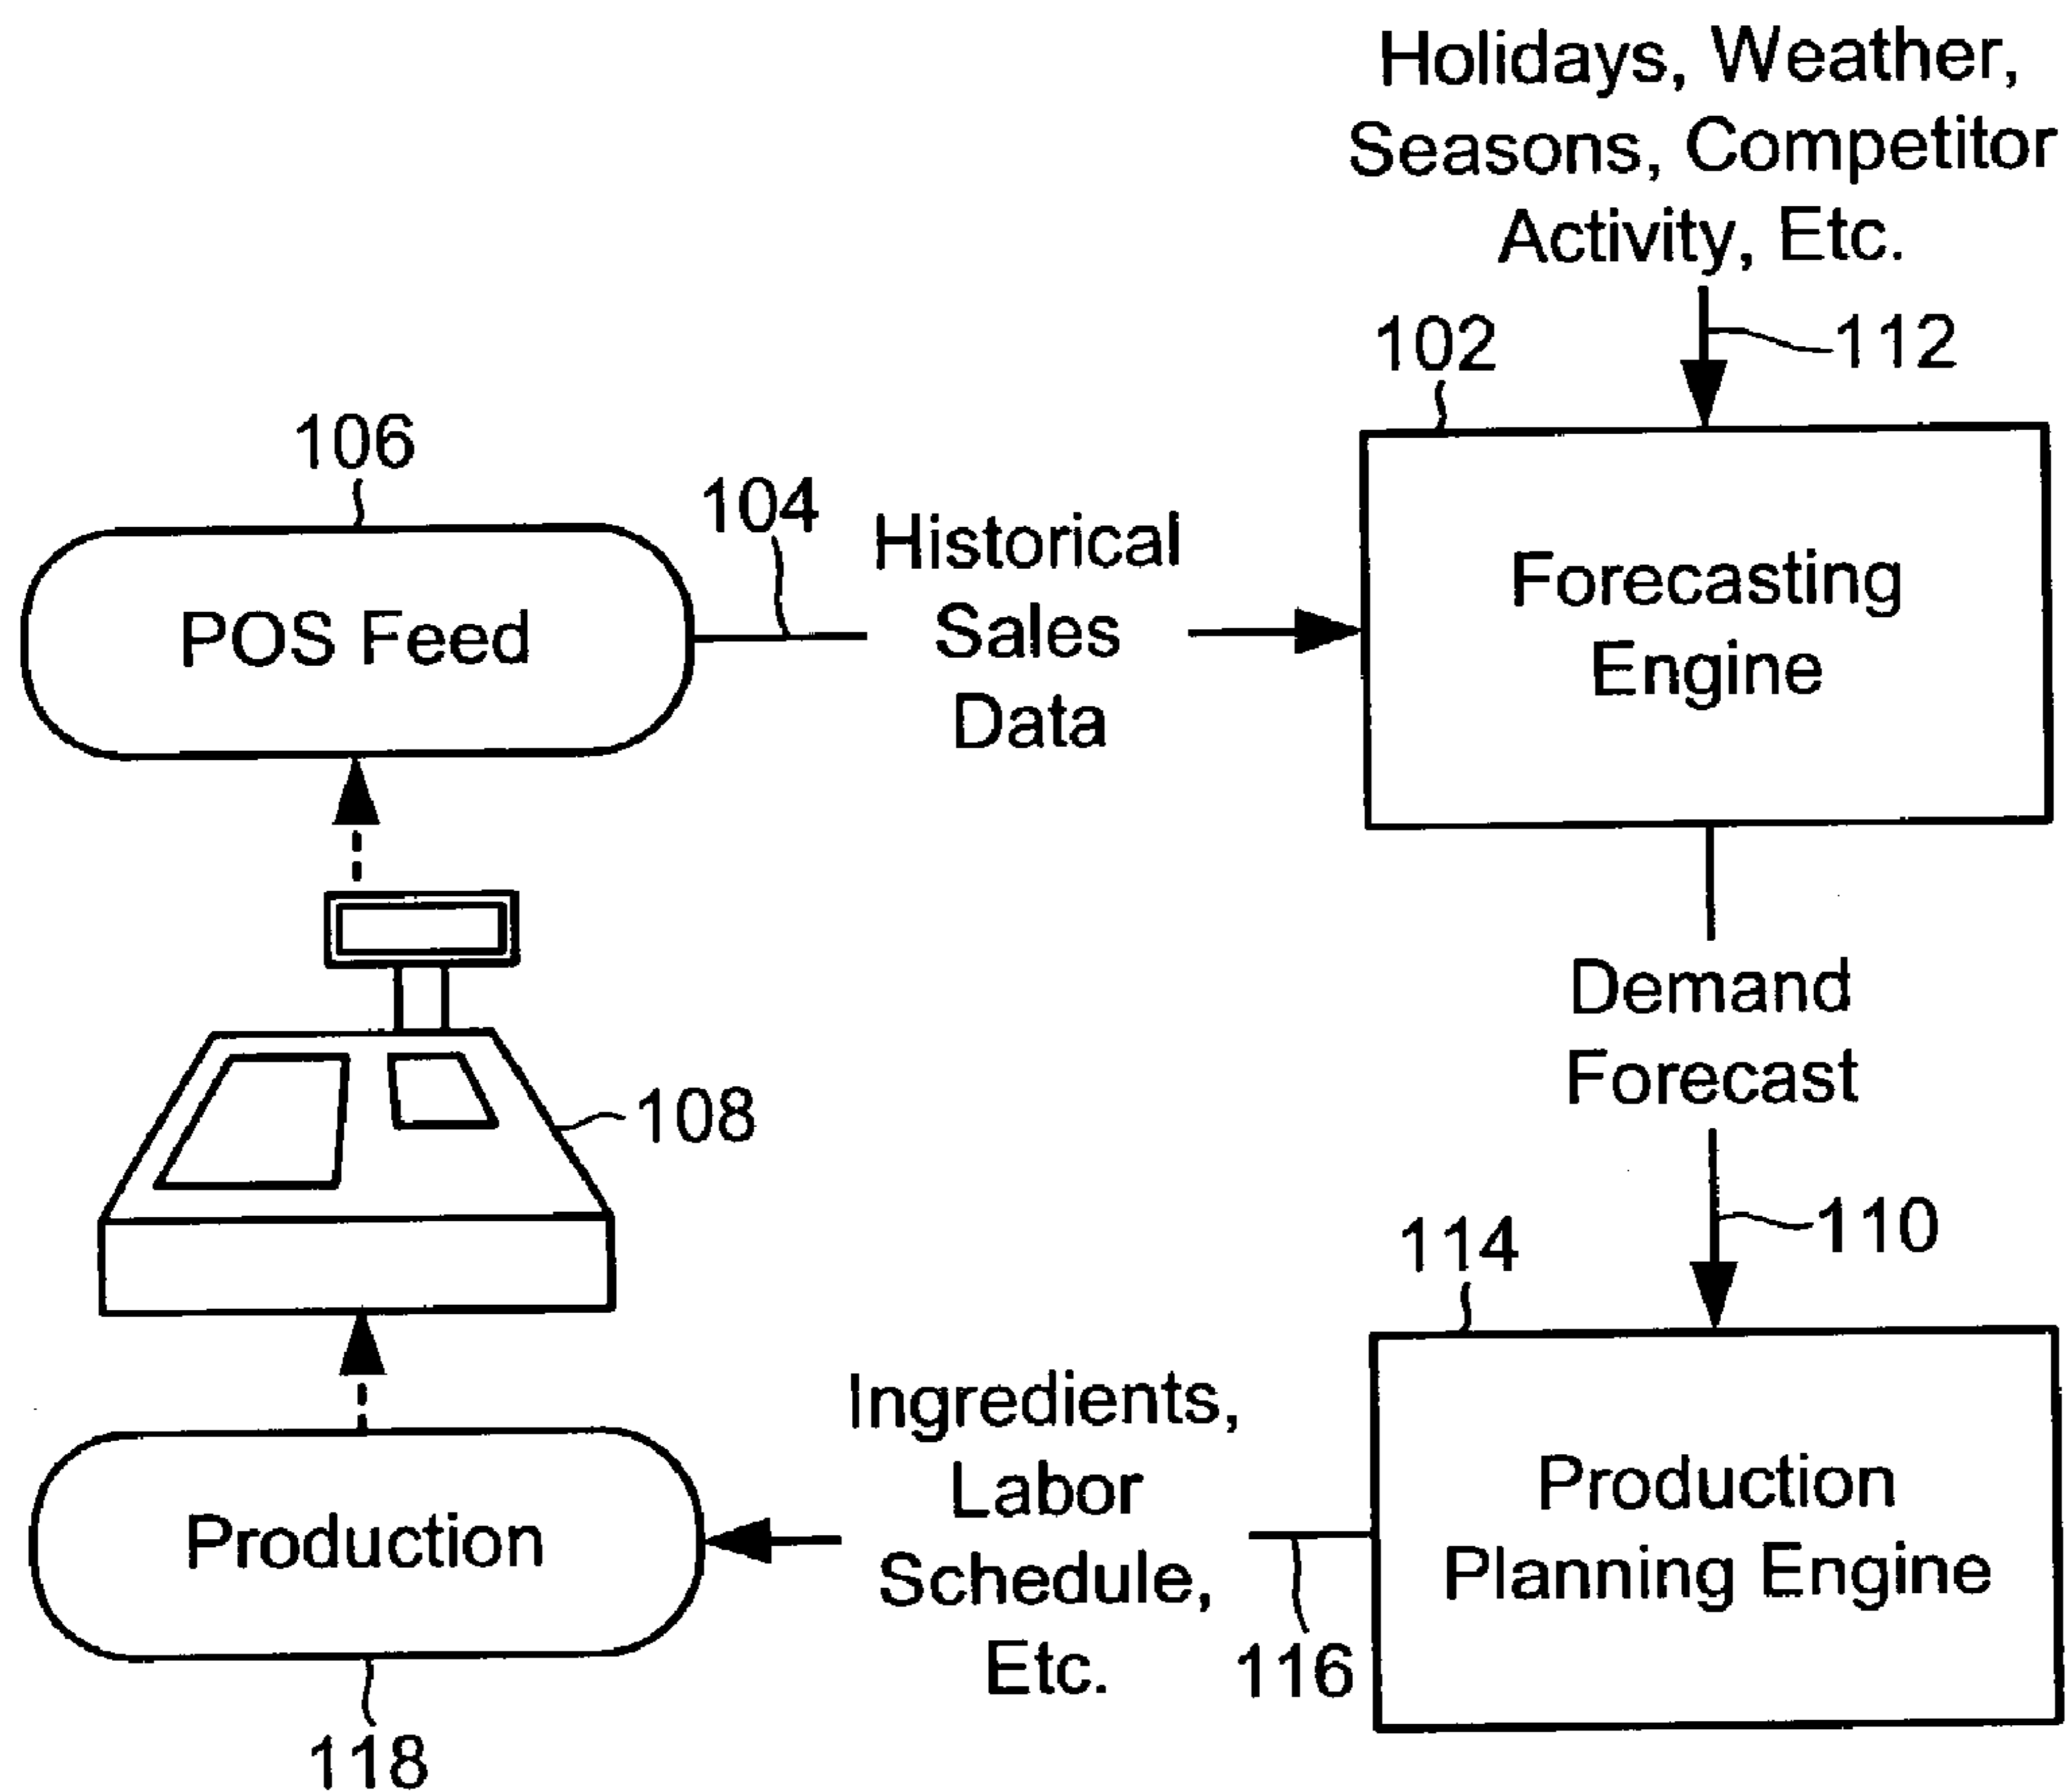 Holidays, Weather,
Seasons, Competitor
Activity, Etc.
102
112
106
104
Historical
Sales
Data
POS Feed
Forecasting
Engine
Demand
Forecast
108
110
114
Ingredients,
Labor
Schedule,
Etc.
116
Production
Planning Engine
Production
118